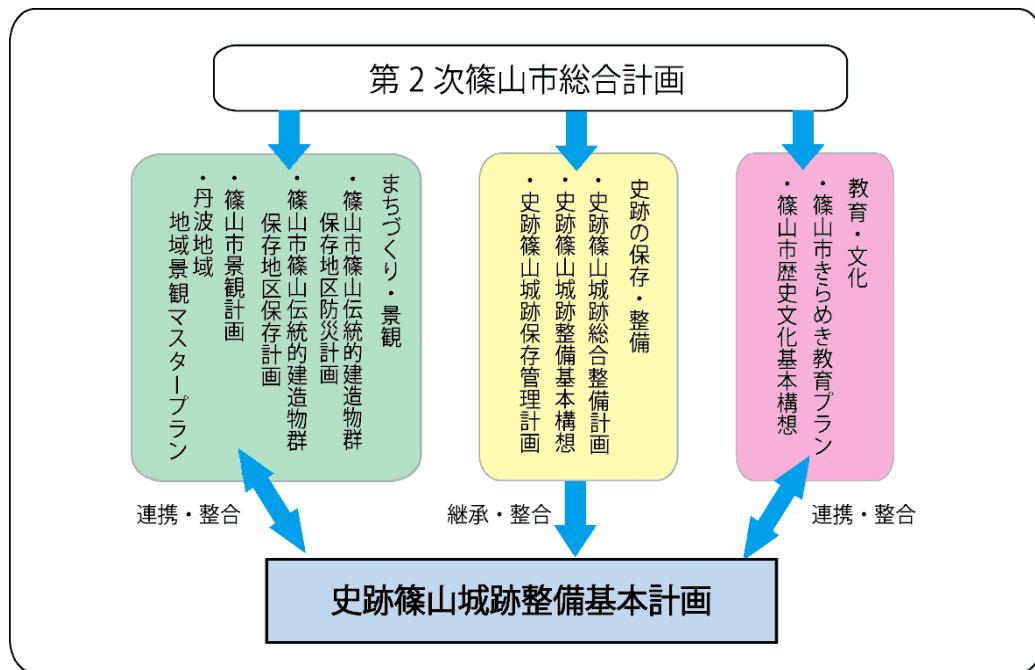 第２次篠山市総合計画
まちづくり・景観
・篠山市篠山伝統的建造物群
保存地区防災計画
・篠山市篠山伝統的建造物群
保存地区保存計画
・篠山市景観計画
・丹波地域
地域景観マスタープラン
史跡の保存・整備
・史跡篠山城跡総合整備計画
・史跡篠山城跡整備基本構想
・史跡篠山城跡保存管理計画
教育・文化
・篠山市きらめき教育プラン
・篠山市歴史文化基本構想
連携・整合
継承・整合
連携・整合
史跡篠山城跡整備基本計画